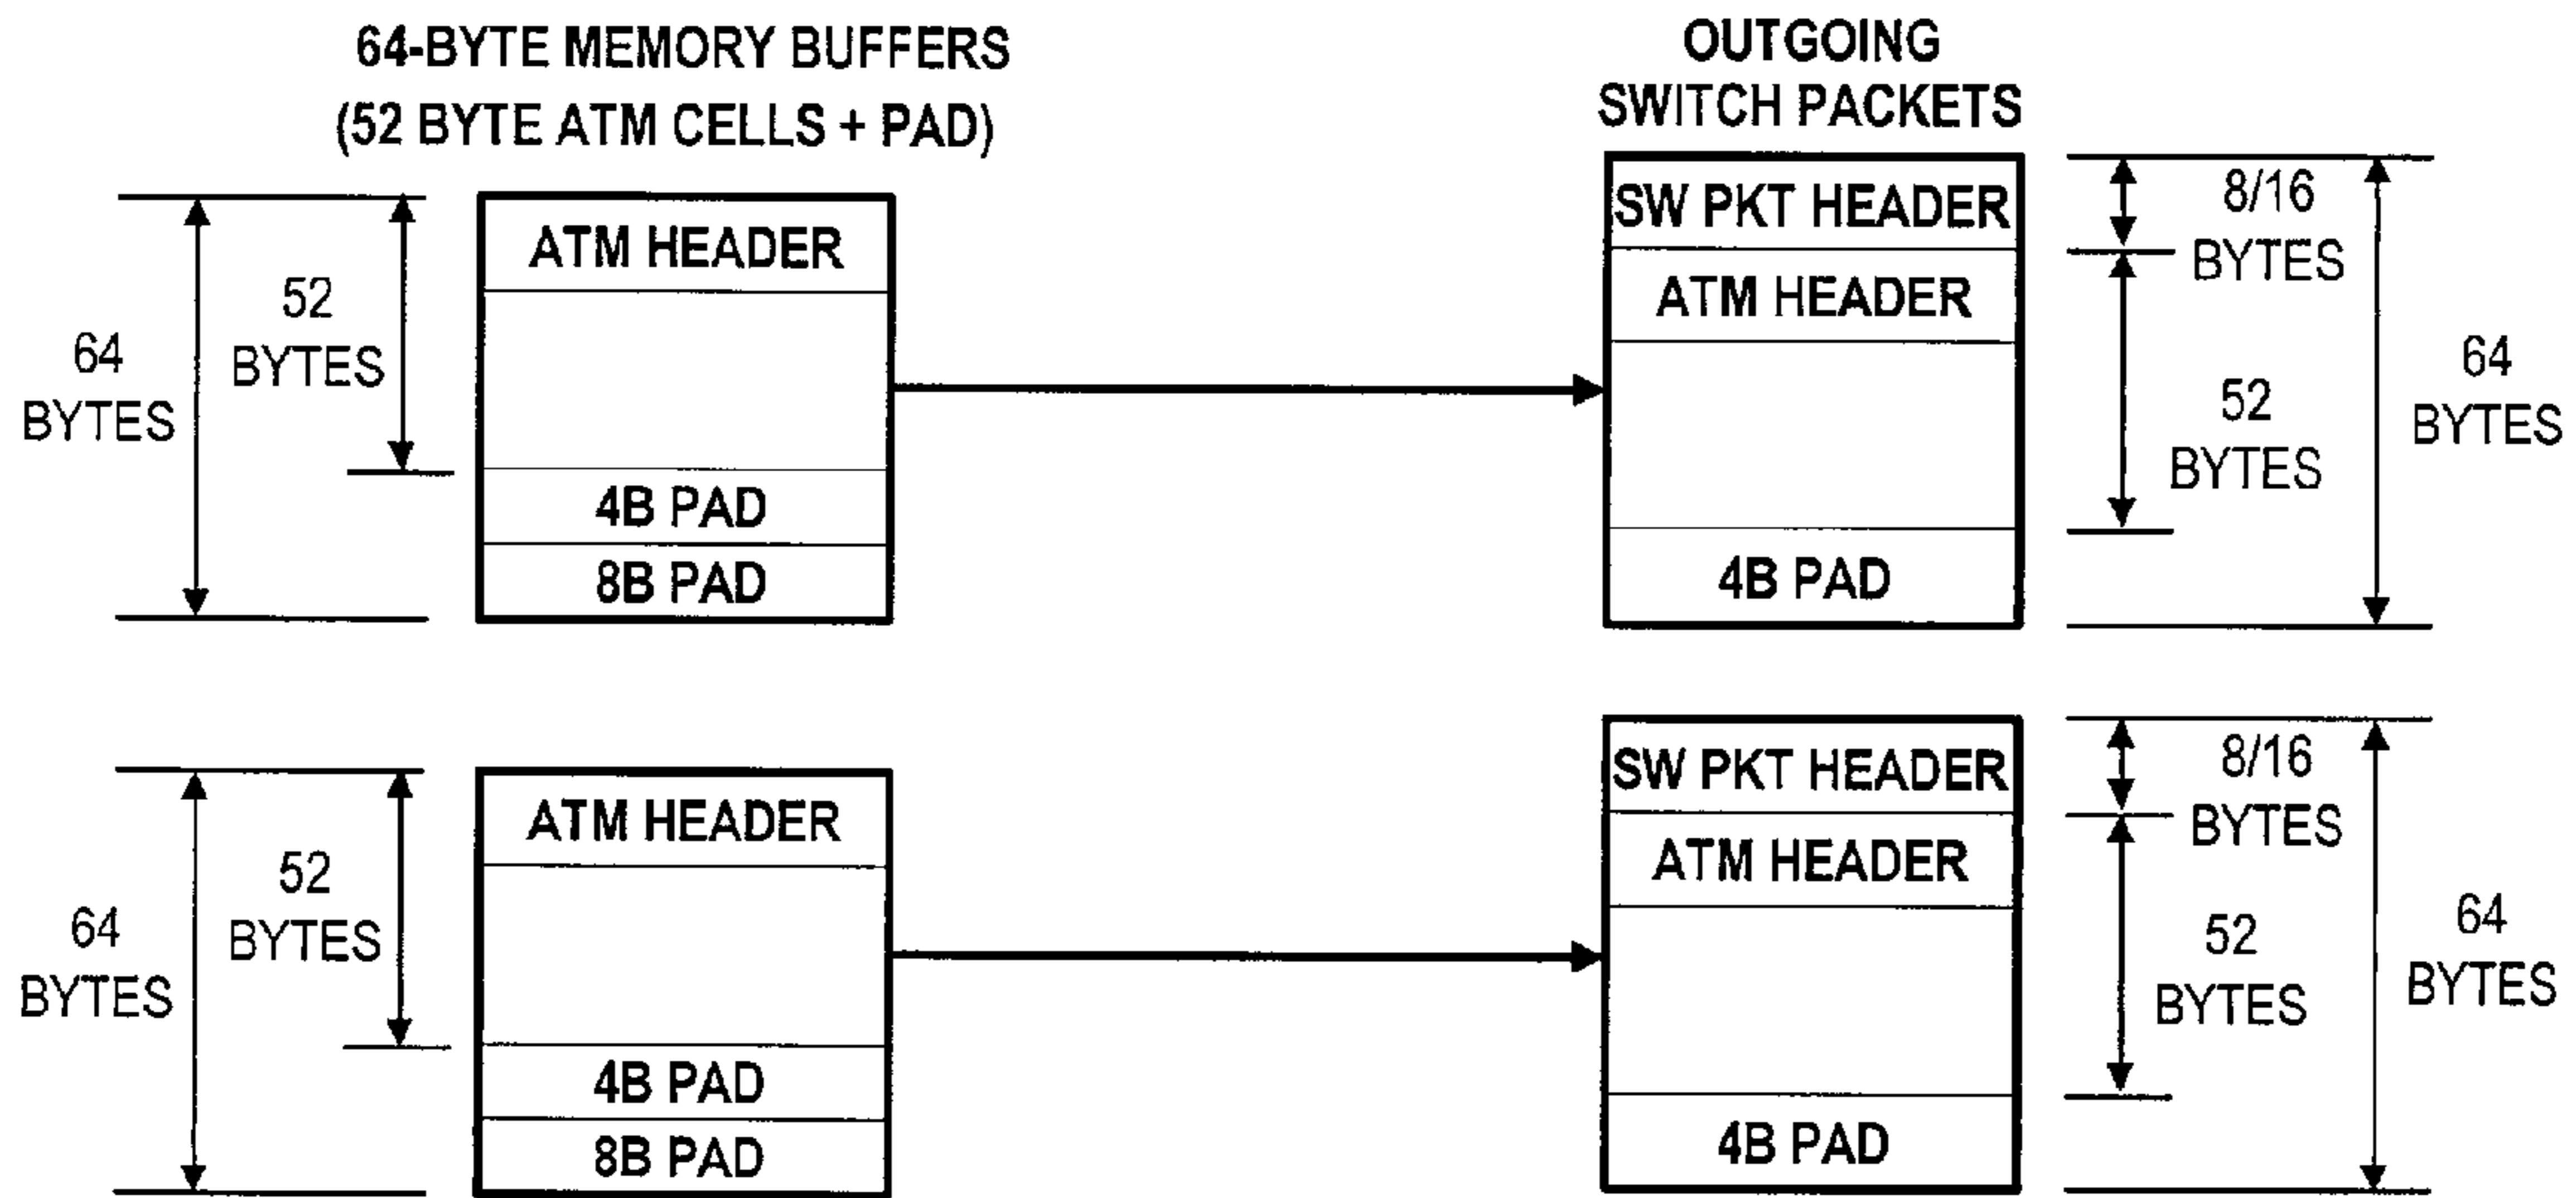 64-BYTE MEMORY BUFFERS
(52 BYTE ATM CELLS + PAD)
OUTGOING
SWITCH PACKETS
64
BYTES
52
BYTES
ATM HEADER
4B PAD
8B PAD
SW PKT HEADER
ATM HEADER
4B PAD
8/16
BYTES
52
BYTES
64
BYTES
64
BYTES
52
BYTES
ATM HEADER
4B PAD
8B PAD
SW PKT HEADER
ATM HEADER
4B PAD
8/16
BYTES
52
BYTES
64
BYTES